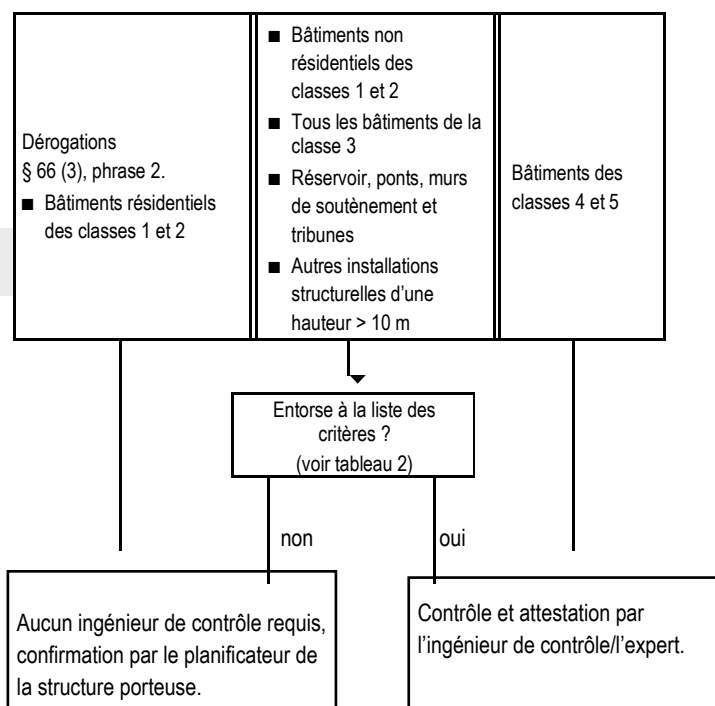 Dérogations
§ 66 (3), phrase 2.
■ Bâtiments résidentiels
des classes 1 et 2
■ Bâtiments non
résidentiels des
classes 1 et 2
■ Tous les bâtiments de la
classe 3
■ Réservoir, ponts, murs
de soutènement et
tribunes
■ Autres installations
structurelles d’une
hauteur > 10 m
Bâtiments des
classes 4 et 5
Entorse à la liste des
critères ?
(voir tableau 2)
non
oui
Aucun ingénieur de contrôle requis,
confirmation par le planificateur de
la structure porteuse.
Contrôle et attestation par
l’ingénieur de contrôle/l’expert.